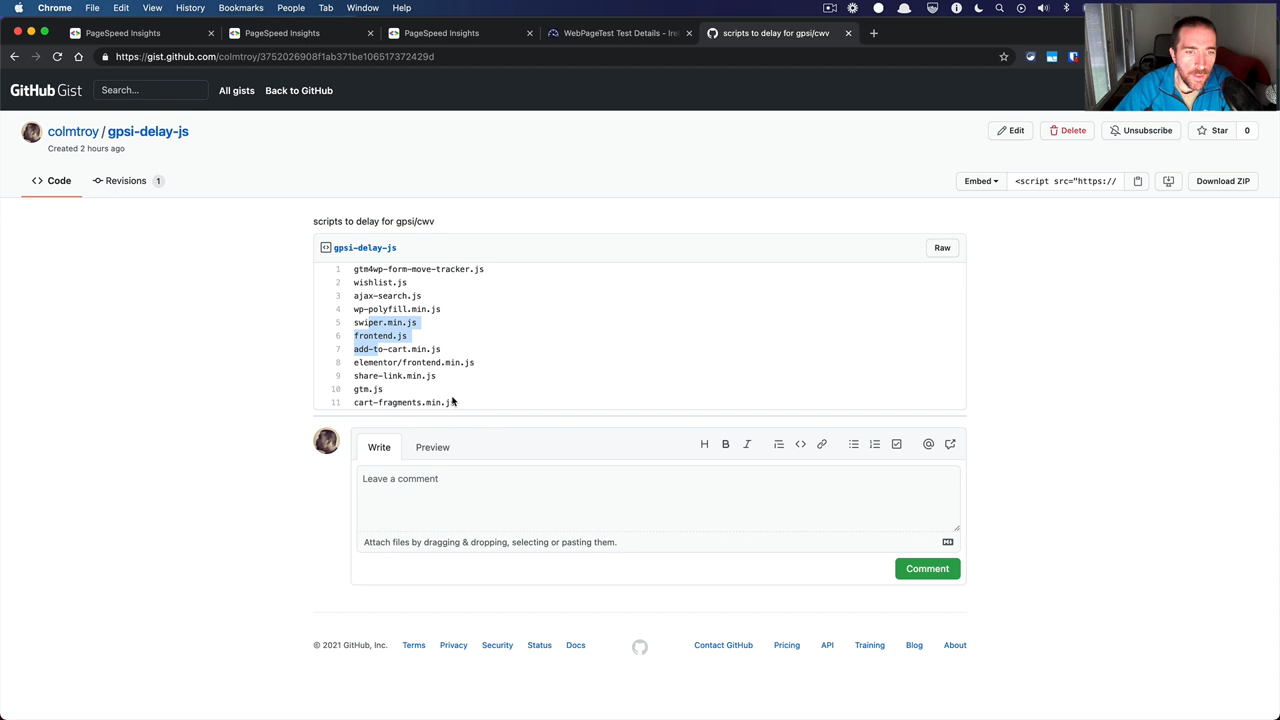 Chrome File Edit View History Bookmarks People Tab Window Help
PageSpeed Insights
PageSpeed Insights
PageSpeed Insights
WebPageTest Test Details - Ire
scripts to delay for gpsi/cwv
https://gist.github.com/colmtroy/3752026908f1ab371be106517372429d
GitHub Gist Search... All gists Back to GitHub
colmtroy / gpsi-delay-js
Edit Delete Unsubscribe Star 0
Created 2 hours ago
Code Revisions 1
Embed <script src="https:// Download ZIP
scripts to delay for gpsi/cwv
gpsi-delay-js Raw
1 gtm4wp-form-move-tracker.js
2 wishlist.js
3 ajax-search.js
4 wp-polyfill.min.js
5 swiper.min.js
6 frontend.js
7 add-to-cart.min.js
8 elementor/frontend.min.js
9 share-link.min.js
10 gtm.js
11 cart-fragments.min.js
Write Preview
Leave a comment
Attach files by dragging & dropping, selecting or pasting them.
Comment
© 2021 GitHub, Inc. Terms Privacy Security Status Docs Contact GitHub Pricing API Training Blog About